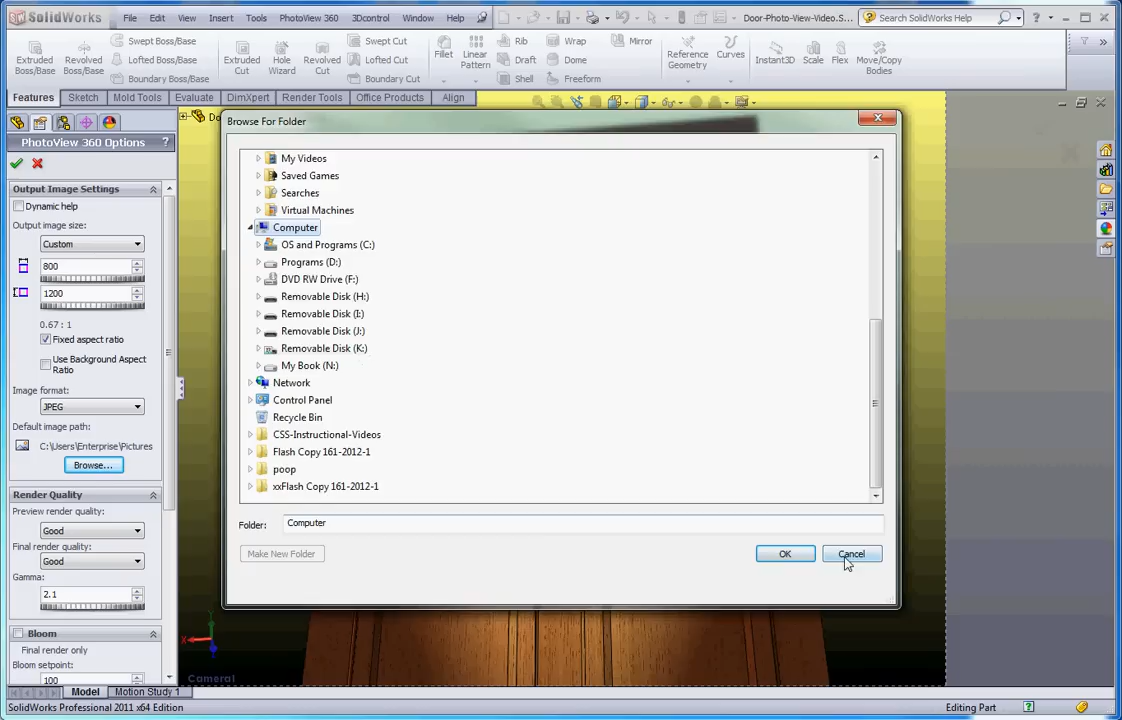 SolidWorks File Edit View Insert Tools PhotoView 360 3Dcontrol Window Help Door-Photo-View-Video.S... Search SolidWorks Help
Extruded Boss/Base
Revolved Boss/Base
Swept Boss/Base
Lofted Boss/Base
Boundary Boss/Base
Extruded Cut
Hole Wizard
Revolved Cut
Swept Cut
Lofted Cut
Boundary Cut
Fillet
Linear Pattern
Rib
Draft
Shell
Wrap
Dome
Freeform
Mirror
Reference Geometry
Curves
Instant3D
Scale
Flex
Move/Copy Bodies
Features Sketch Mold Tools Evaluate DimXpert Render Tools Office Products Align
PhotoView 360 Options ?
Output Image Settings
Dynamic help
Output image size:
Custom
800
1200
0.67 : 1
Fixed aspect ratio
Use Background Aspect
Ratio
Image format:
JPEG
Default image path:
C:\Users\Enterprise\Pictures
Browse...
Render Quality
Preview render quality:
Good
Final render quality:
Good
Gamma:
2.1
Bloom
Final render only
Bloom setpoint:
100
Do
Browse For Folder
My Videos
Saved Games
Searches
Virtual Machines
Computer
OS and Programs (C:)
Programs (D:)
DVD RW Drive (F:)
Removable Disk (H:)
Removable Disk (I:)
Removable Disk (J:)
Removable Disk (K:)
My Book (N:)
Network
Control Panel
Recycle Bin
CSS-Instructional-Videos
Flash Copy 161-2012-1
poop
xxFlash Copy 161-2012-1
Folder: Computer
Make New Folder OK Cancel
Y
X
Z
Camera1
Model Motion Study 1
SolidWorks Professional 2011 x64 Edition Editing Part